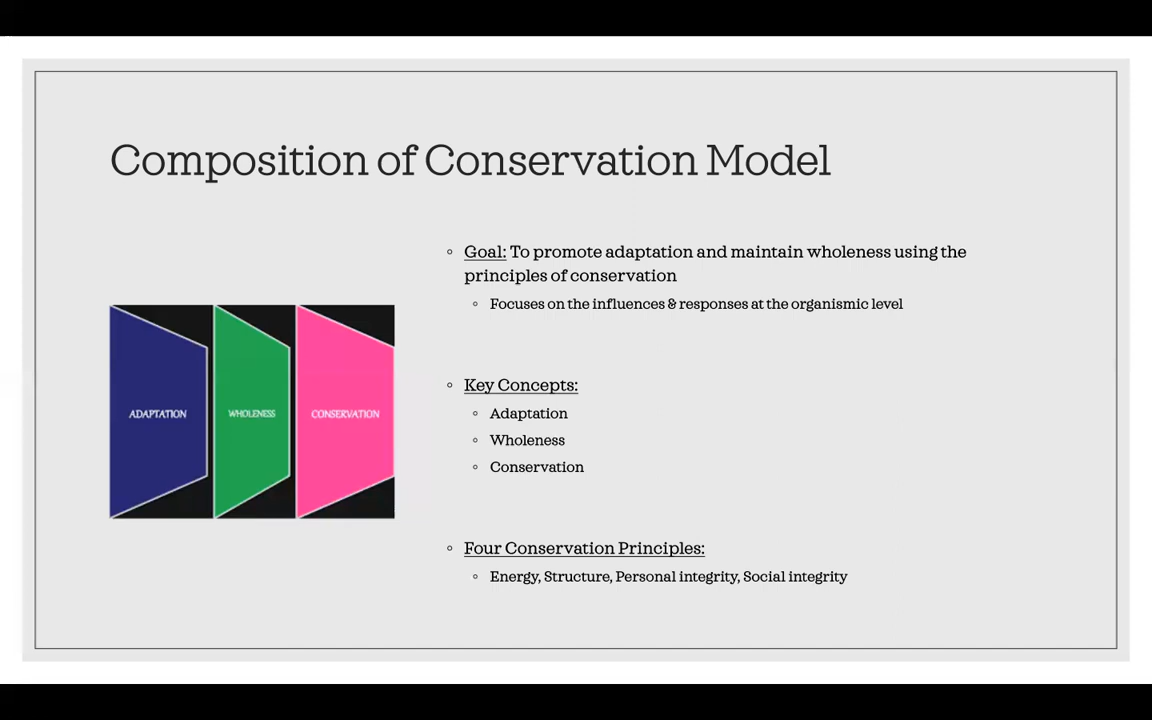 Composition of Conservation Model
Goal: To promote adaptation and maintain wholeness using the
principles of conservation
Focuses on the influences & responses at the organismic level
ADAPTATION
WHOLENESS
CONSERVATION
Key Concepts:
Adaptation
Wholeness
Conservation
Four Conservation Principles:
Energy, Structure, Personal integrity, Social integrity